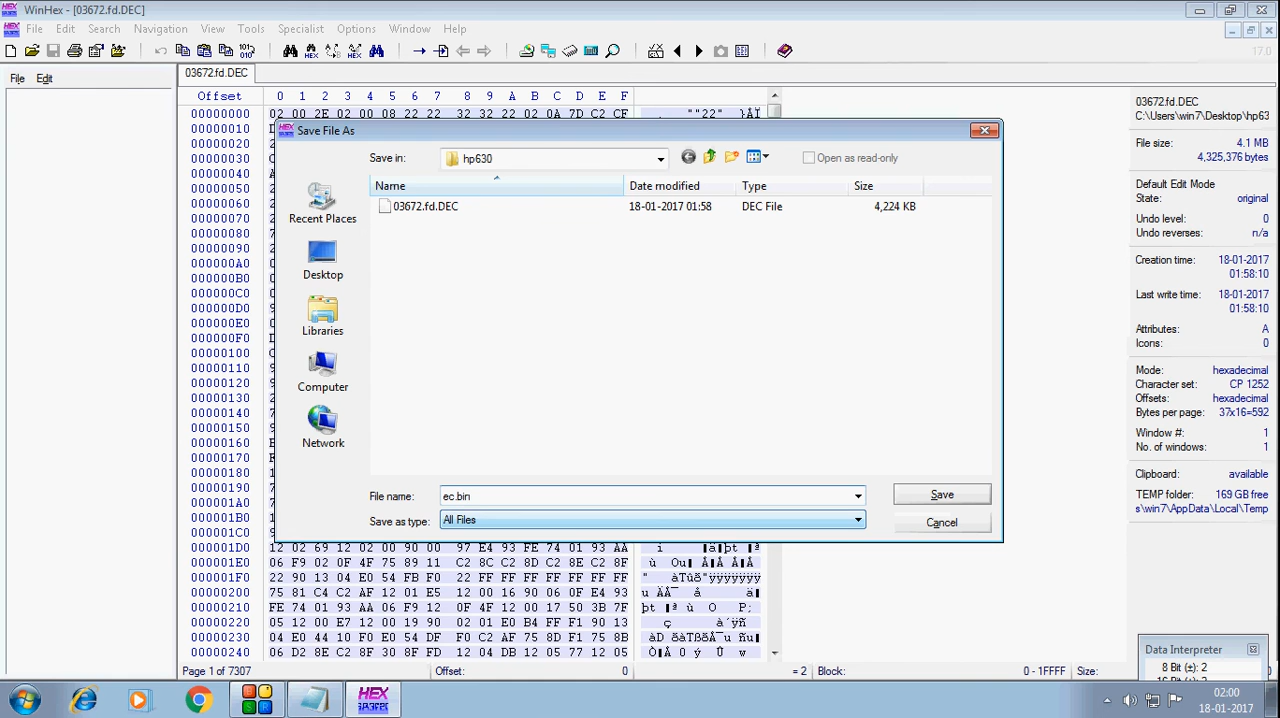 WinHex - [03672.fd.DEC]
File Edit Search Navigation View Tools Specialist Options Window Help
17.0
File Edit
03672.fd.DEC
Offset 0 1 2 3 4 5 6 7 8 9 A B C D E F
00000000 02 00 2E 02 00 08 22 22 32 32 22 02 0A 7D C2 CF ""22" }ÂÏ
00000010
00000020
00000030
00000040
00000050
00000060
00000070
00000080
00000090
000000A0
000000B0
000000C0
000000D0
000000E0
000000F0
00000100
00000110
00000120
00000130
00000140
00000150
00000160
00000170
00000180
00000190
000001A0
000001B0
000001C0
000001D0 12 02 69 12 02 00 90 00 97 E4 93 FE 74 01 93 AA
000001E0 06 F9 02 0F 4F 75 89 11 C2 8C C2 8D C2 8E C2 8F
000001F0 22 90 13 04 E0 54 FB F0 22 FF FF FF FF FF FF FF
00000200 75 81 C4 C2 AF 12 01 E5 12 00 16 90 06 0F E4 93
00000210 FE 74 01 93 AA 06 F9 12 0F 4F 12 00 17 50 3B 7F
00000220 05 12 00 E7 12 00 19 90 02 01 E0 B4 FF F1 90 13
00000230 04 E0 44 10 F0 E0 54 DF F0 C2 AF 75 8D F1 75 8B
00000240 06 D2 8E C2 8F 30 8F FD 12 04 DB 12 05 77 12 05
Save File As
Save in: hp630
Open as read-only
Name Date modified Type Size
03672.fd.DEC 18-01-2017 01:58 DEC File 4,224 KB
Recent Places
Desktop
Libraries
Computer
Network
File name: ec.bin
Save
Save as type: All Files
Cancel
03672.fd.DEC
C:\Users\win7\Desktop\hp63
File size: 4.1 MB
4,325,376 bytes
Default Edit Mode
State: original
Undo level: 0
Undo reverses: n/a
Creation time: 18-01-2017
01:58:10
Last write time: 18-01-2017
01:58:10
Attributes: A
Icons: 0
Mode: hexadecimal
Character set: CP 1252
Offsets: hexadecimal
Bytes per page: 37x16=592
Window #: 1
No. of windows: 1
Clipboard: available
TEMP folder: 169 GB free
s\win7\AppData\Local\Temp
Data Interpreter
8 Bit (±): 2
Page 1 of 7307 Offset: 0 = 2 Block: 0 - 1FFFF Size:
02:00
18-01-2017